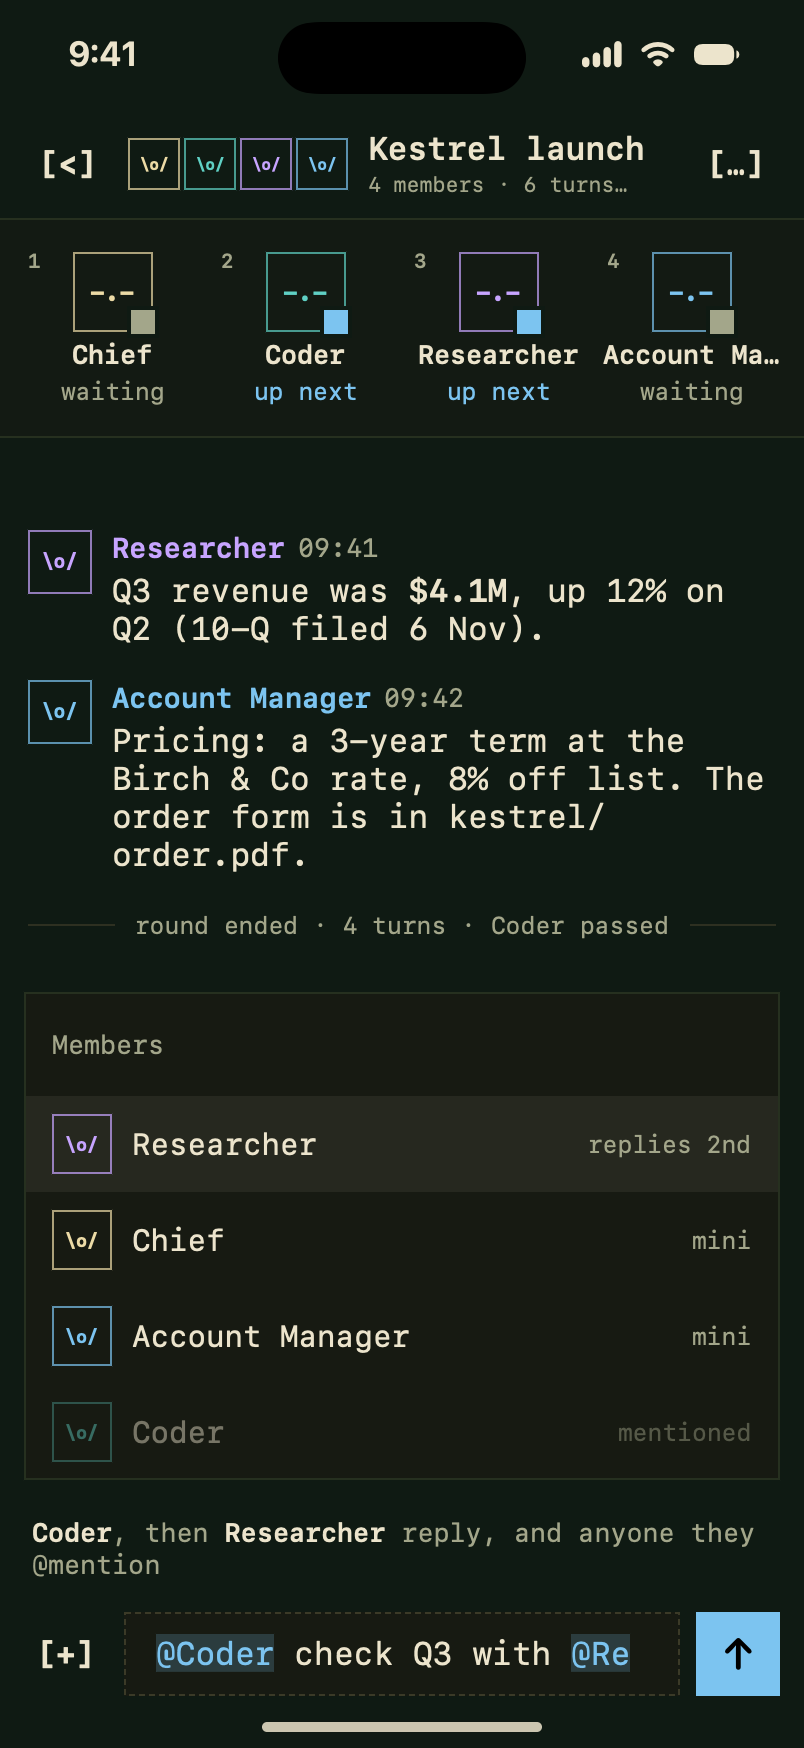 9:41
[<] \o/ \o/ \o/ \o/ Kestrel launch […]
4 members · 6 turns…
1 -.- 2 -.- 3 -.- 4 -.-
Chief Coder Researcher Account Ma…
waiting up next up next waiting
\o/ Researcher 09:41
Q3 revenue was $4.1M, up 12% on
Q2 (10–Q filed 6 Nov).
\o/ Account Manager 09:42
Pricing: a 3–year term at the
Birch & Co rate, 8% off list. The
order form is in kestrel/
order.pdf.
round ended · 4 turns · Coder passed
Members
\o/ Researcher replies 2nd
\o/ Chief mini
\o/ Account Manager mini
\o/ Coder mentioned
Coder, then Researcher reply, and anyone they
@mention
[+] @Coder check Q3 with @Re ↑